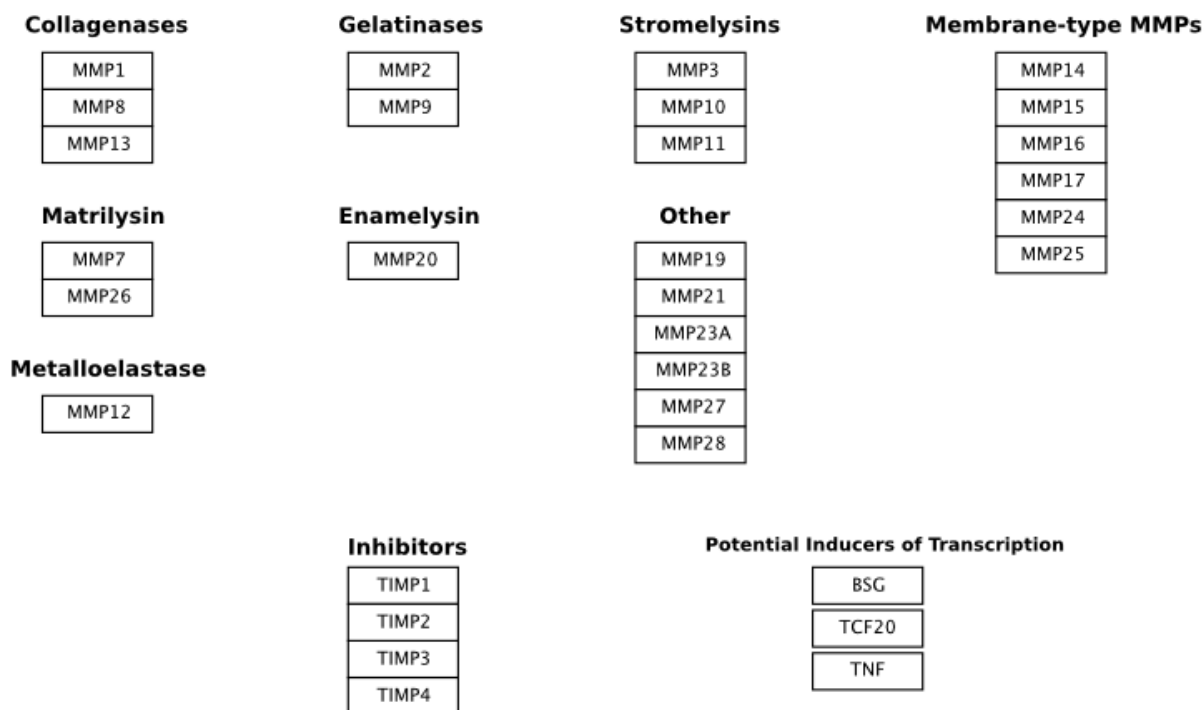 Collagenases
MMP1
MMP8
MMP13
Gelatinases
MMP2
MMP9
Stromelysins
MMP3
MMP10
MMP11
Membrane-type MMPs
MMP14
MMP15
MMP16
MMP17
MMP24
MMP25
Matrilysin
MMP7
MMP26
Enamelysin
MMP20
Other
MMP19
MMP21
MMP23A
MMP23B
MMP27
MMP28
Metalloelastase
MMP12
Inhibitors
TIMP1
TIMP2
TIMP3
TIMP4
Potential Inducers of Transcription
BSG
TCF20
TNF